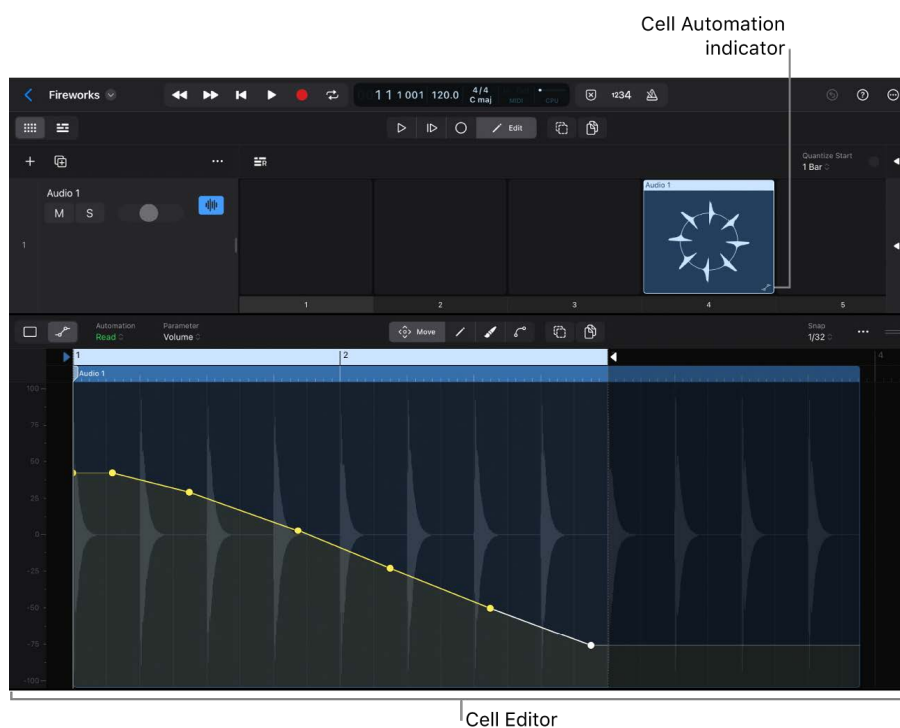 Cell Automation
indicator
Fireworks
1 1 1 001 120.0 4/4 C maj MIDI CPU
1234
Edit
Quantize Start
1 Bar
Audio 1
M S
1
Audio 1
1 2 3 4 5
Automation
Read
Parameter
Volume
Move
Snap
1/32
1 2 4
Audio 1
100
75
50
25
0
-25
-50
-75
-100
Cell Editor